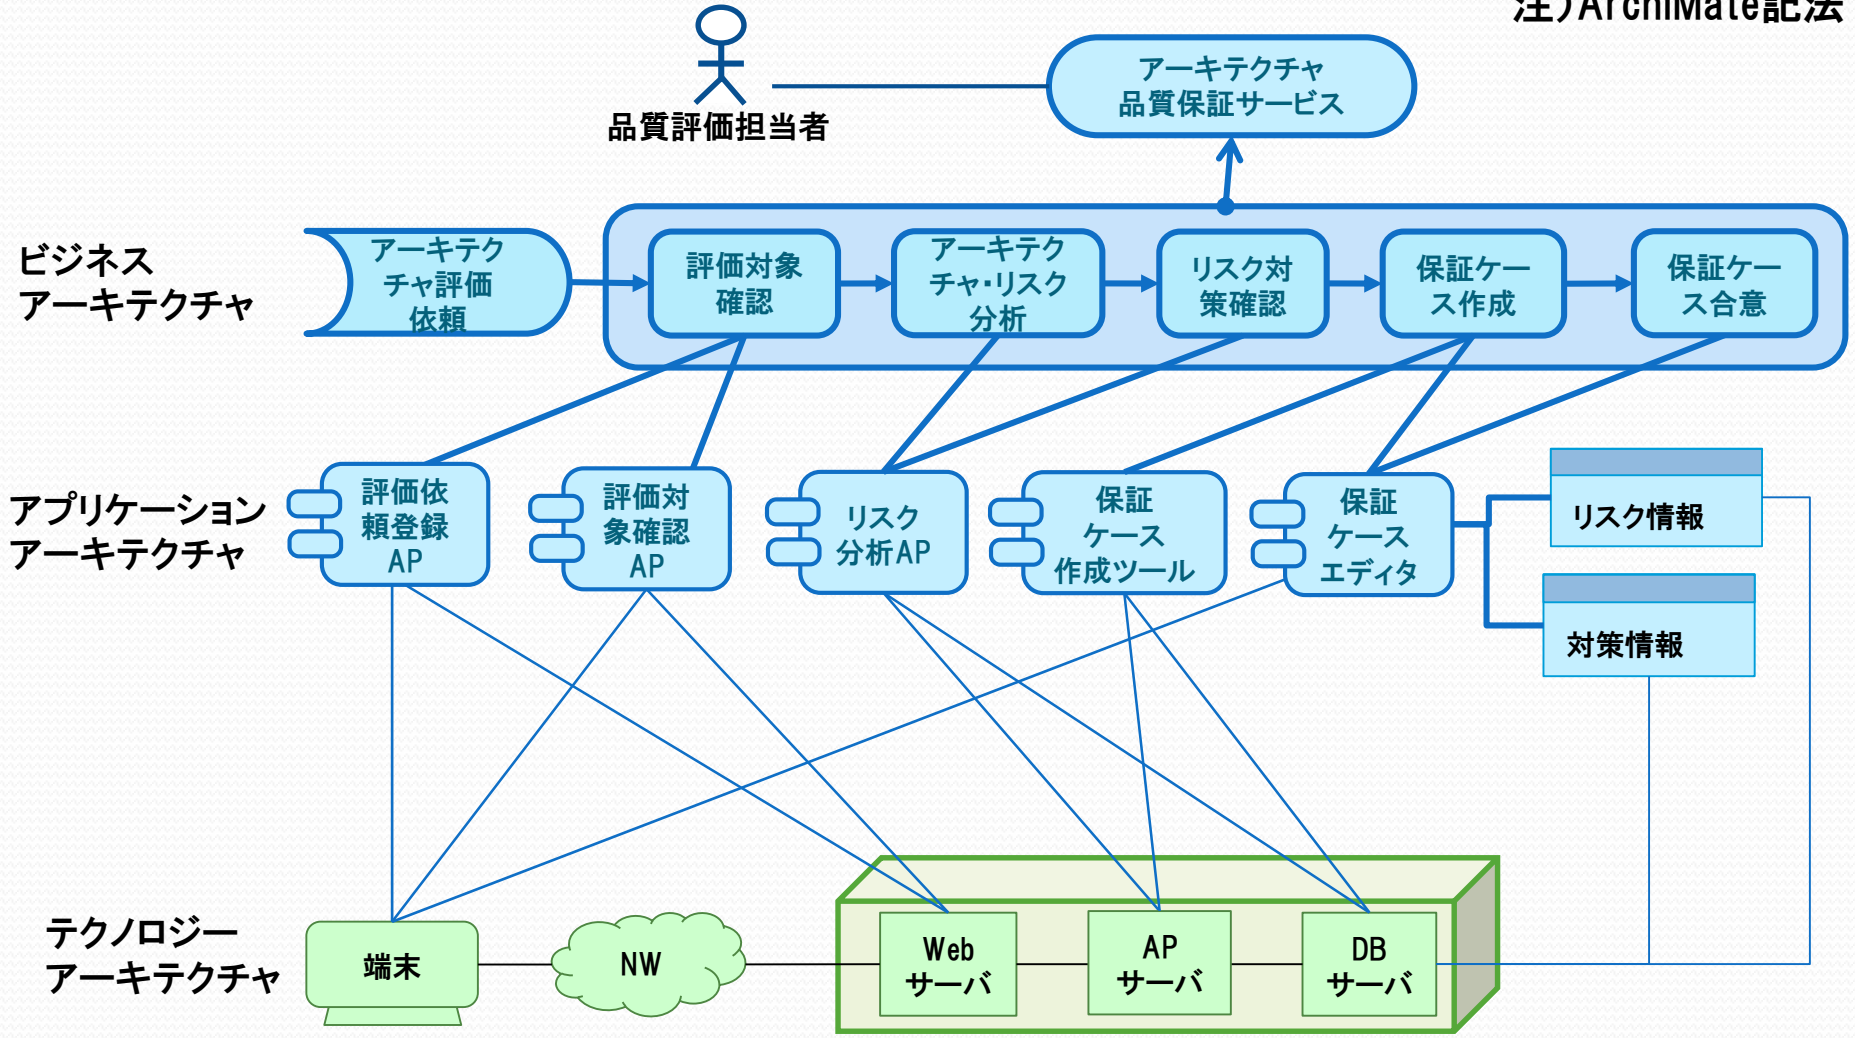 注)ArchiMate記法
アーキテクチャ
品質保証サービス
品質評価担当者
ビジネス
アーキテクチャ
アーキテク
チャ評価
依頼
評価対象
確認
アーキテク
チャ・リスク
分析
リスク対
策確認
保証ケー
ス作成
保証ケー
ス合意
アプリケーション
アーキテクチャ
評価依
頼登録
AP
評価対
象確認
AP
リスク
分析AP
保証
ケース
作成ツール
保証
ケース
エディタ
リスク情報
対策情報
テクノロジー
アーキテクチャ
端末
NW
Web
サーバ
AP
サーバ
DB
サーバ